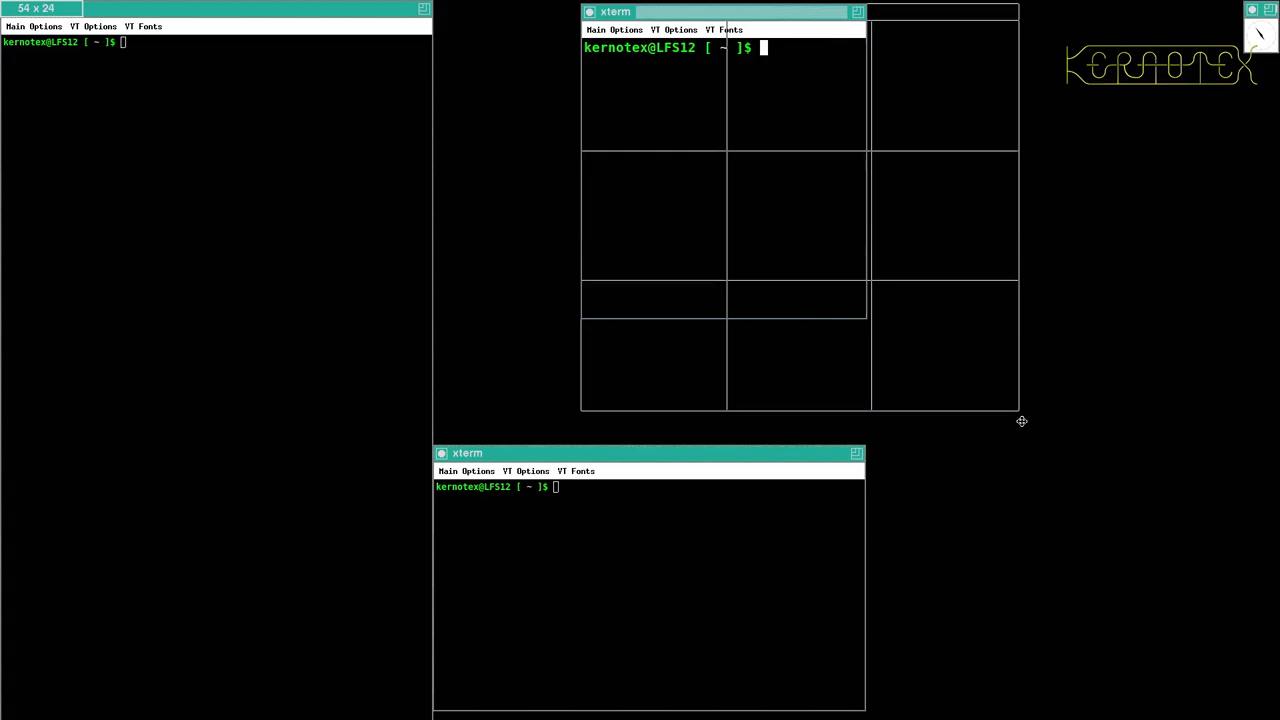 54 x 24
Main Options VT Options VT Fonts
kernotex@LFS12 [ ~ ]$
xterm
Main Options VT Options VT Fonts
kernotex@LFS12 [ ~ ]$
KERNOTEX
xterm
Main Options VT Options VT Fonts
kernotex@LFS12 [ ~ ]$